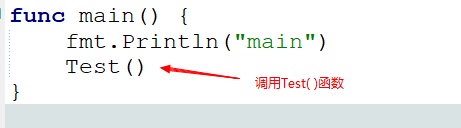 func main() {
    fmt.Println("main")
    Test()
调用Test( )函数
}